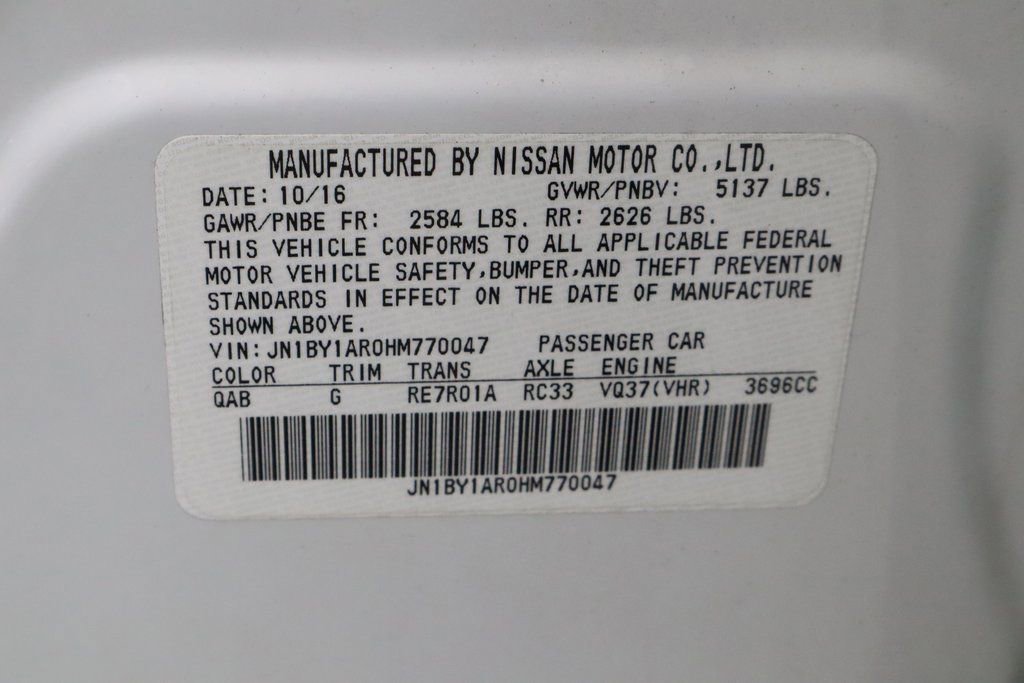 MANUFACTURED BY NISSAN MOTOR CO.,LTD.
DATE: 10/16 GVWR/PNBV: 5137 LBS.
GAWR/PNBE FR: 2584 LBS. RR: 2626 LBS.
THIS VEHICLE CONFORMS TO ALL APPLICABLE FEDERAL
MOTOR VEHICLE SAFETY,BUMPER,AND THEFT PREVENTION
STANDARDS IN EFFECT ON THE DATE OF MANUFACTURE
SHOWN ABOVE.
VIN: JN1BY1AR0HM770047 PASSENGER CAR
COLOR TRIM TRANS AXLE ENGINE
QAB G RE7R01A RC33 VQ37(VHR) 3696CC
JN1BY1AR0HM770047